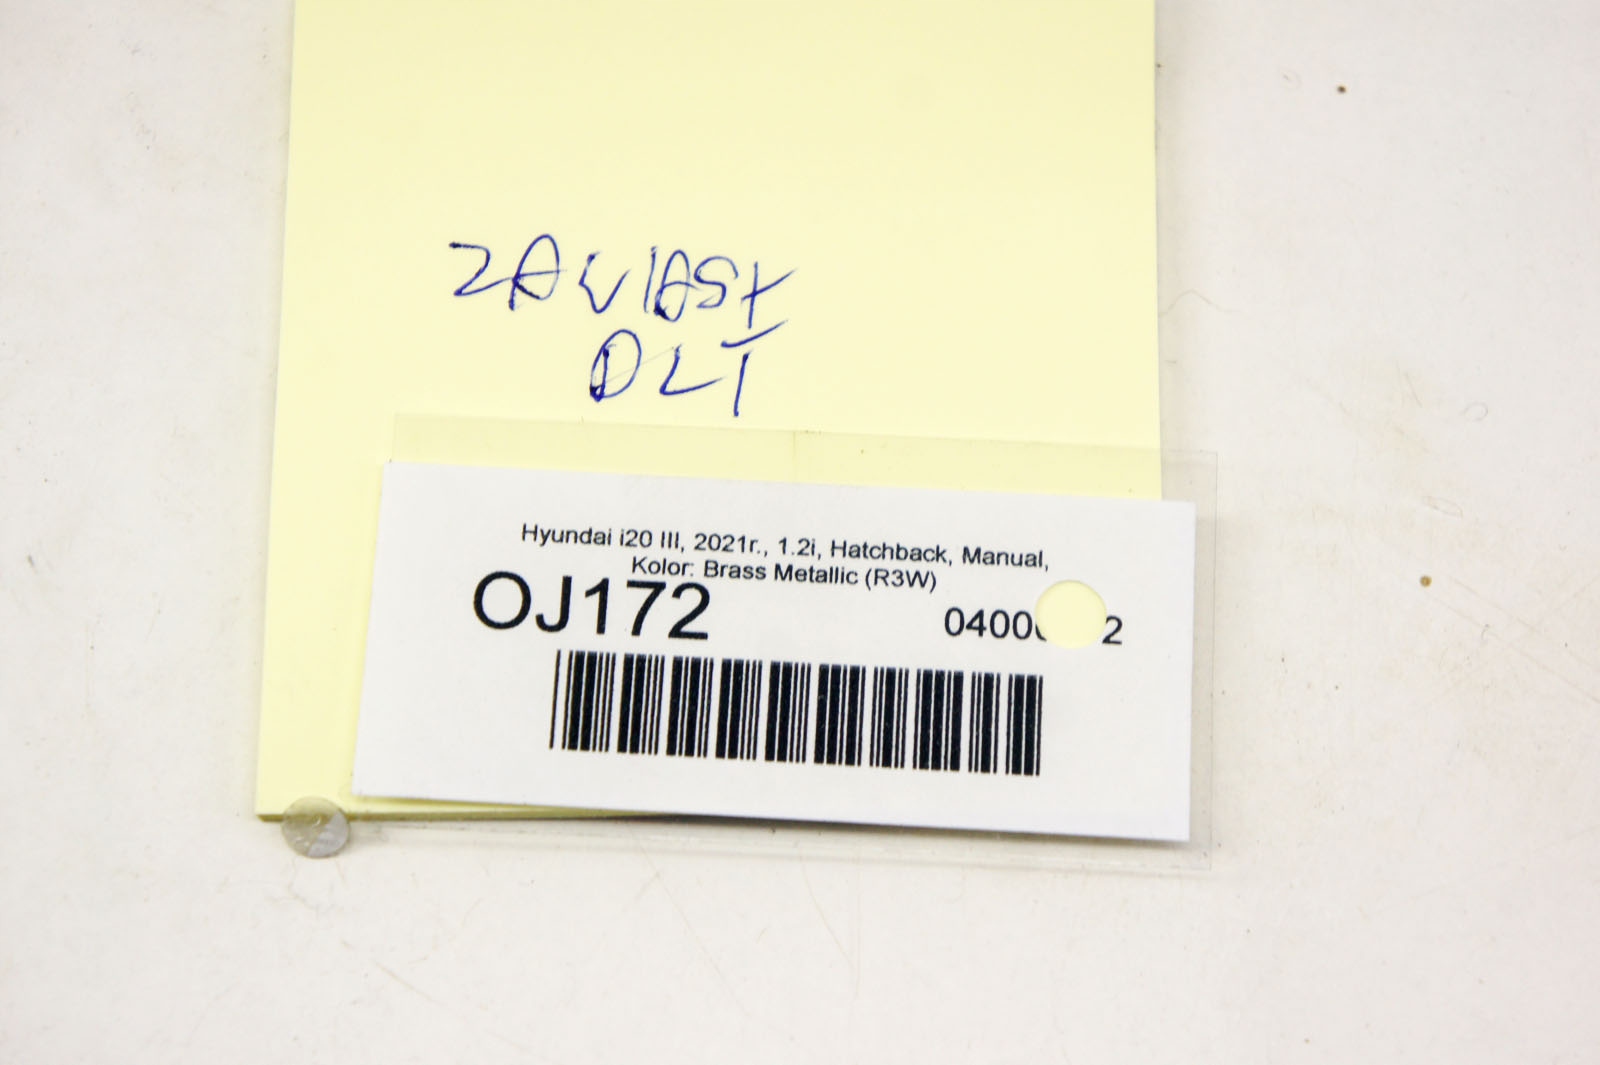 ZAWIASY
DLT
Hyundai i20 III, 2021r., 1.2i, Hatchback, Manual,
Kolor: Brass Metallic (R3W)
OJ172